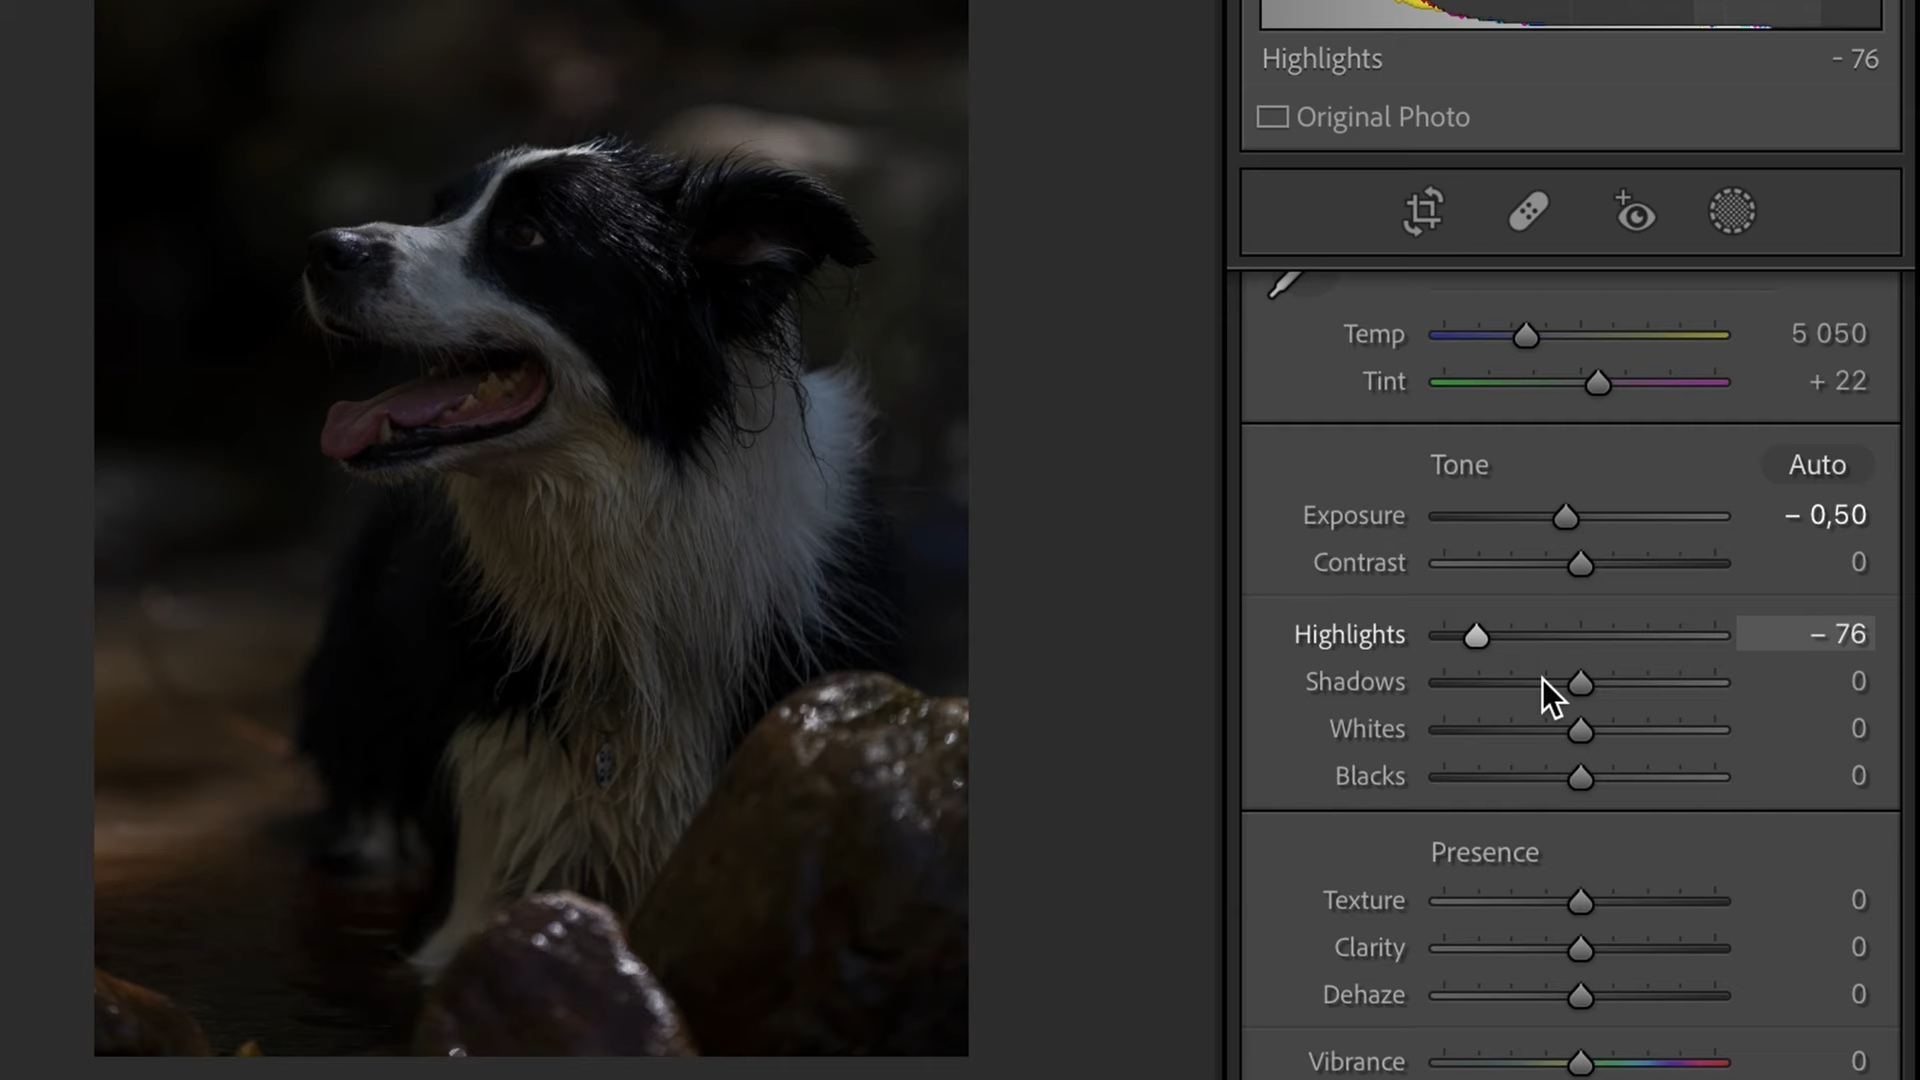 Highlights - 76
Original Photo
Temp 5 050
Tint + 22
Tone Auto
Exposure – 0,50
Contrast 0
Highlights – 76
Shadows 0
Whites 0
Blacks 0
Presence
Texture 0
Clarity 0
Dehaze 0
Vibrance 0